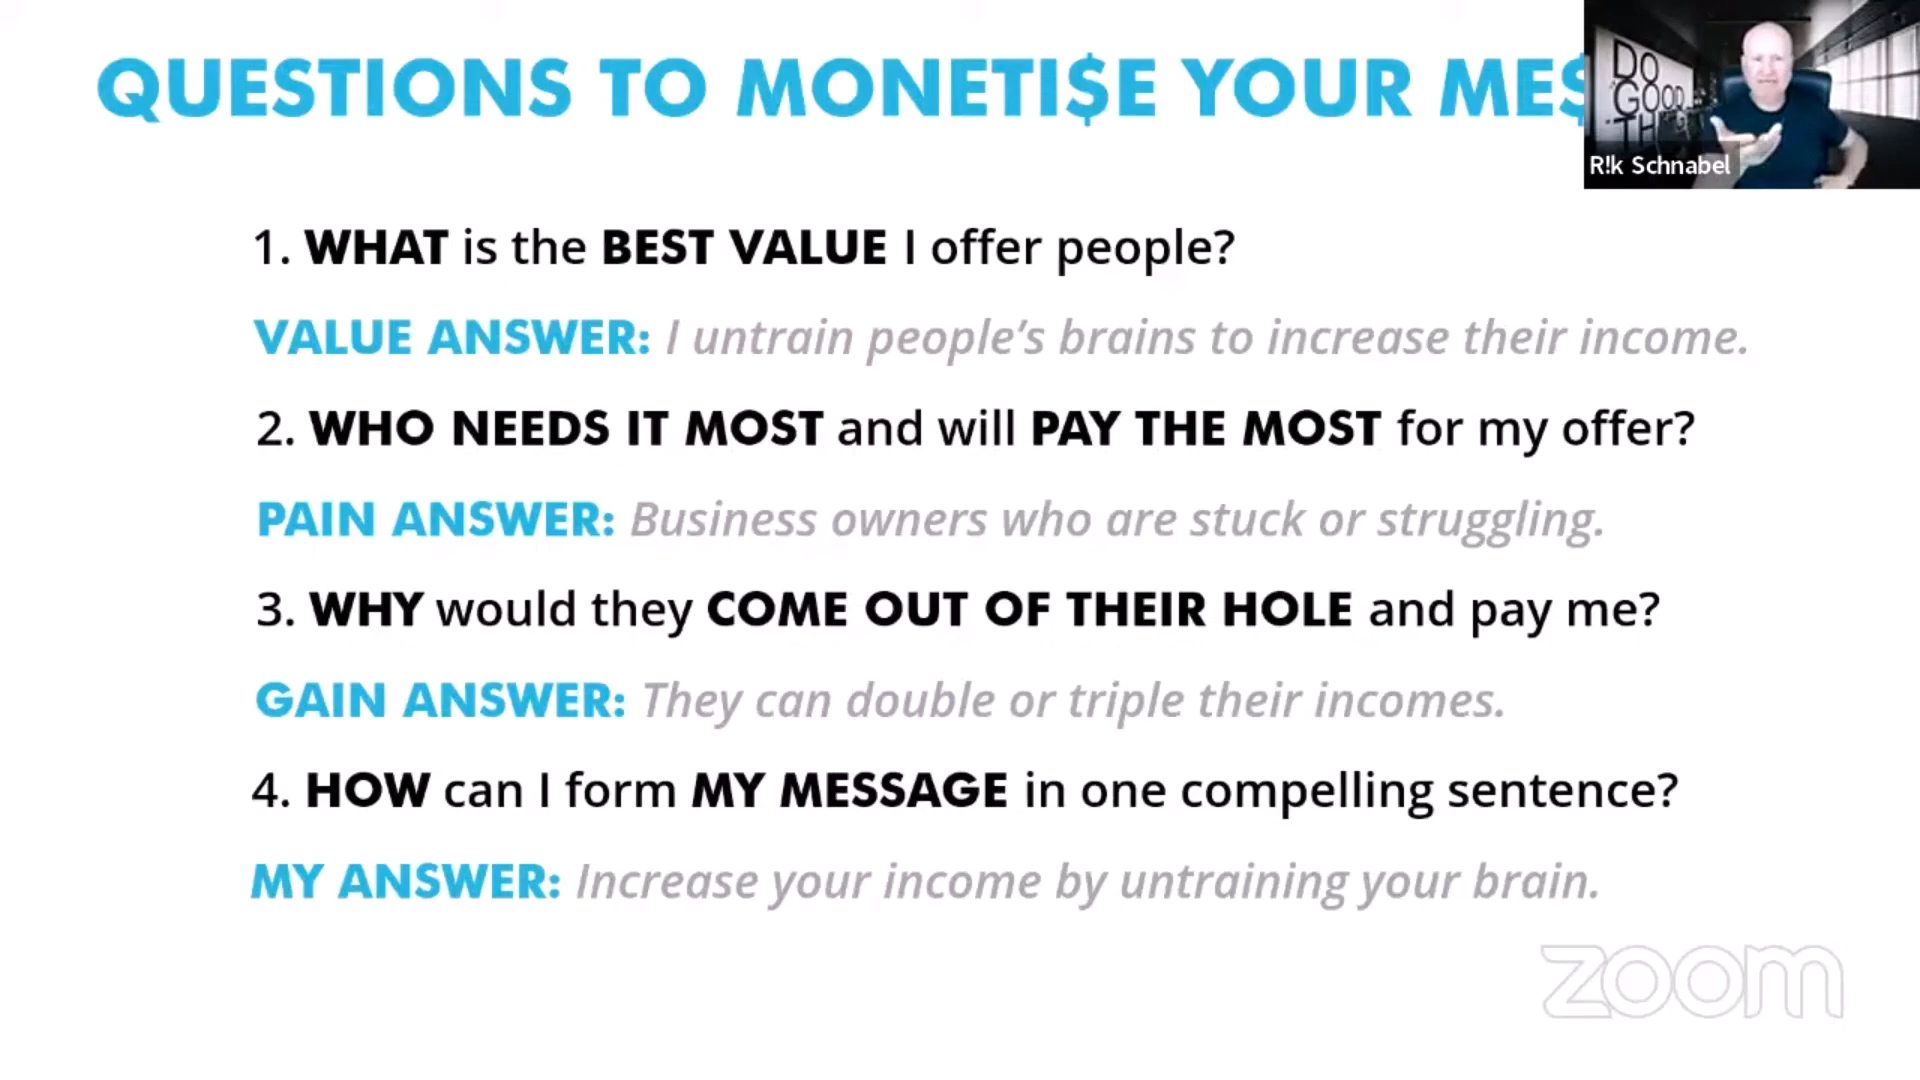 QUESTIONS TO MONETI$E YOUR ME$
DO
GOOD
TH
R!k Schnabel
1. WHAT is the BEST VALUE I offer people?
VALUE ANSWER: I untrain people’s brains to increase their income.
2. WHO NEEDS IT MOST and will PAY THE MOST for my offer?
PAIN ANSWER: Business owners who are stuck or struggling.
3. WHY would they COME OUT OF THEIR HOLE and pay me?
GAIN ANSWER: They can double or triple their incomes.
4. HOW can I form MY MESSAGE in one compelling sentence?
MY ANSWER: Increase your income by untraining your brain.
zoom